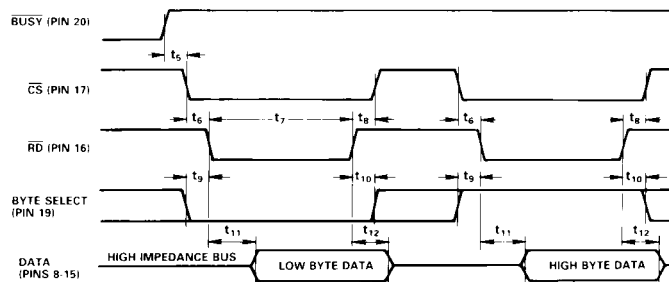 BUSY (PIN 20)
t5
CS (PIN 17)
t6 t7 t8 t6 t8
RD (PIN 16)
t9 t10 t9 t10
BYTE SELECT
(PIN 19)
t11 t12 t11 t12
DATA
(PINS 8-15)
HIGH IMPEDANCE BUS
LOW BYTE DATA
HIGH BYTE DATA